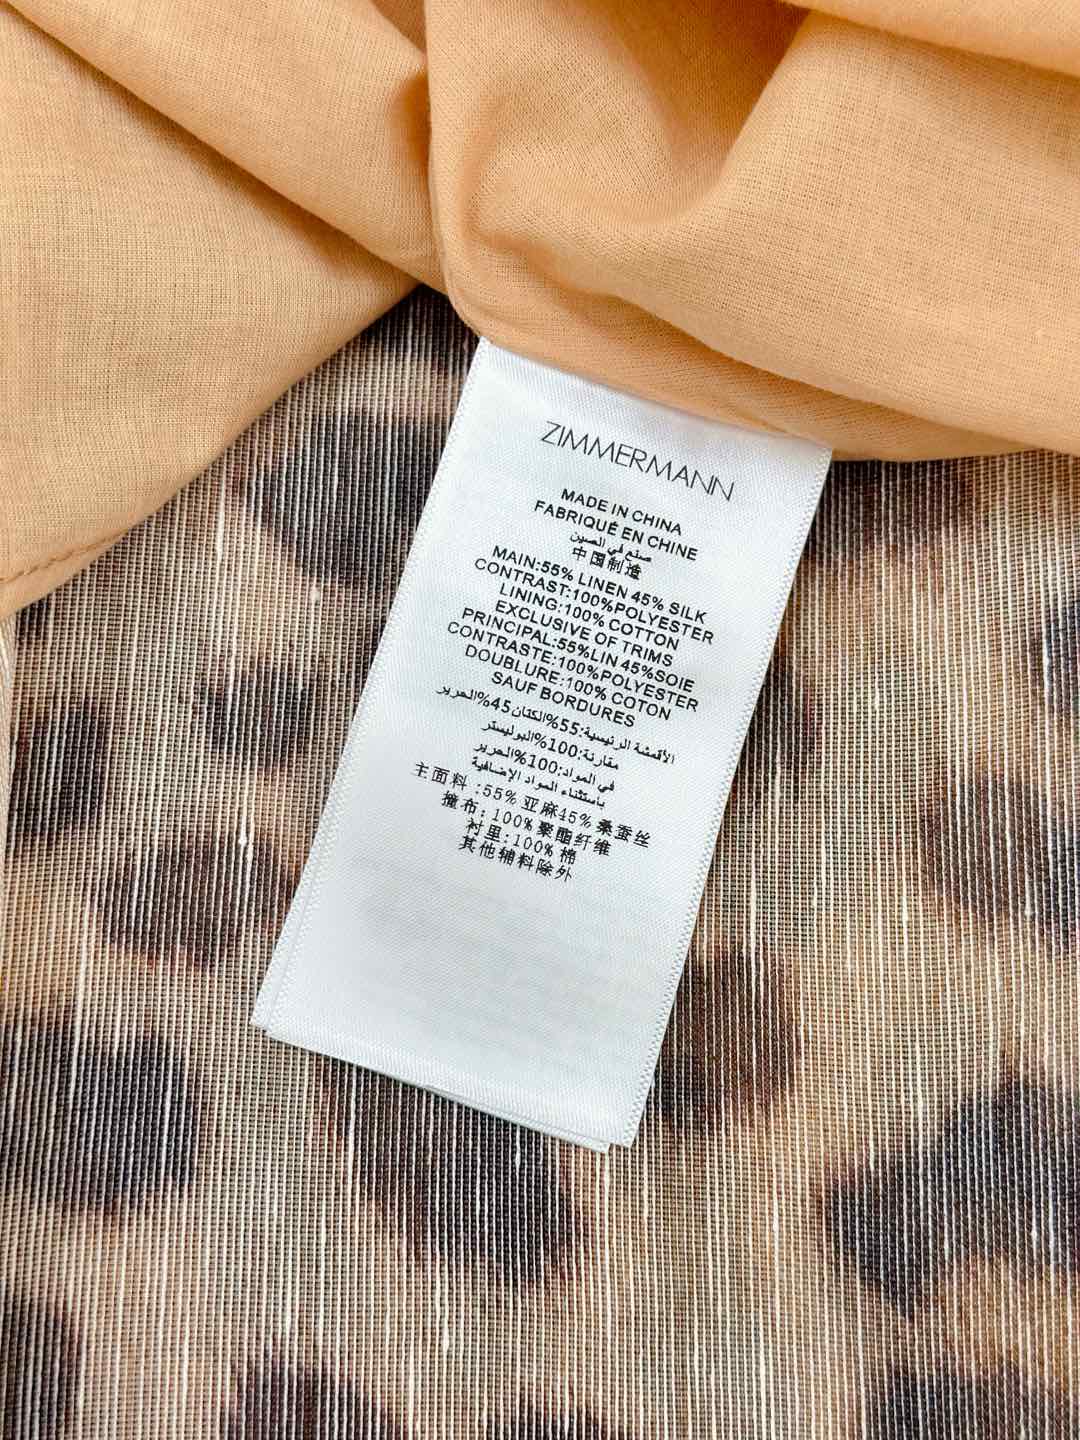 ZIMMERMANN
MADE IN CHINA
FABRIQUÉ EN CHINE
صنع في الصين
中国制造
MAIN:55% LINEN 45% SILK
CONTRAST:100%POLYESTER
LINING:100% COTTON
EXCLUSIVE OF TRIMS
PRINCIPAL:55%LIN 45%SOIE
CONTRASTE:100%POLYESTER
DOUBLURE:100% COTON
SAUF BORDURES
الأقمشة الرئيسية:55%الكتان45%الحرير
مقارنة:100%البوليستر
في المواد:100%الحرير
باستثناء المواد الإضافية
主面料:55% 亚麻45% 桑蚕丝
撞布: 100% 聚酯纤维
衬里:100% 棉
其他辅料除外